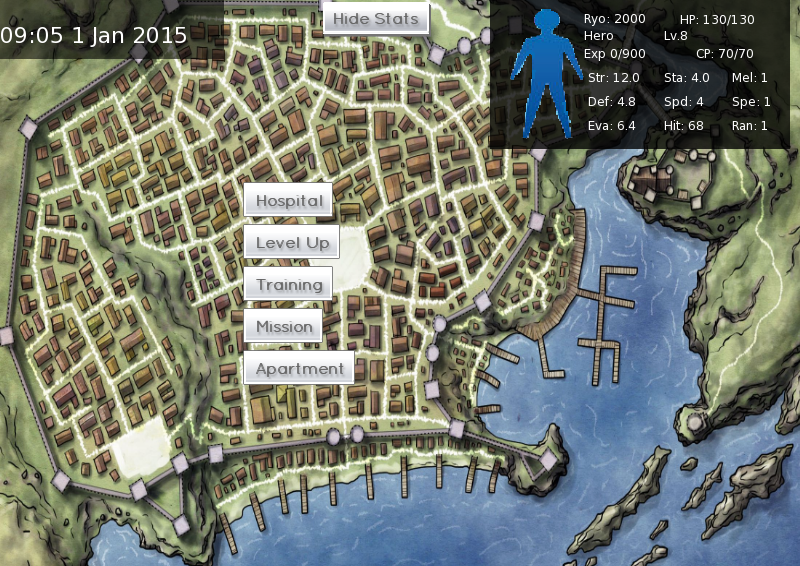 Hide Stats
09:05 1 Jan 2015
Ryo: 2000 HP: 130/130
Hero Lv.8
Exp 0/900 CP: 70/70
Str: 12.0 Sta: 4.0 Mel: 1
Def: 4.8 Spd: 4 Spe: 1
Eva: 6.4 Hit: 68 Ran: 1
Hospital
Level Up
Training
Mission
Apartment